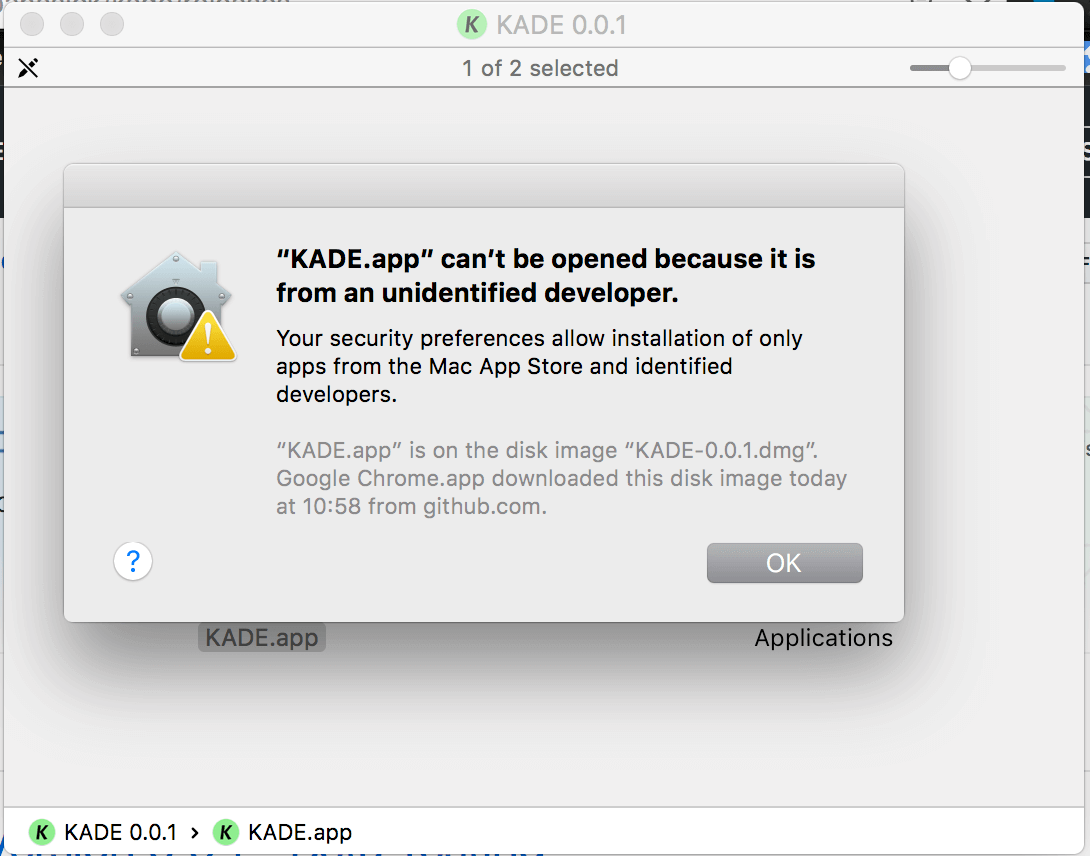 K KADE 0.0.1
1 of 2 selected
“KADE.app” can’t be opened because it is
from an unidentified developer.
Your security preferences allow installation of only
apps from the Mac App Store and identified
developers.
“KADE.app” is on the disk image “KADE-0.0.1.dmg”.
Google Chrome.app downloaded this disk image today
at 10:58 from github.com.
? OK
KADE.app Applications
K KADE 0.0.1 › K KADE.app